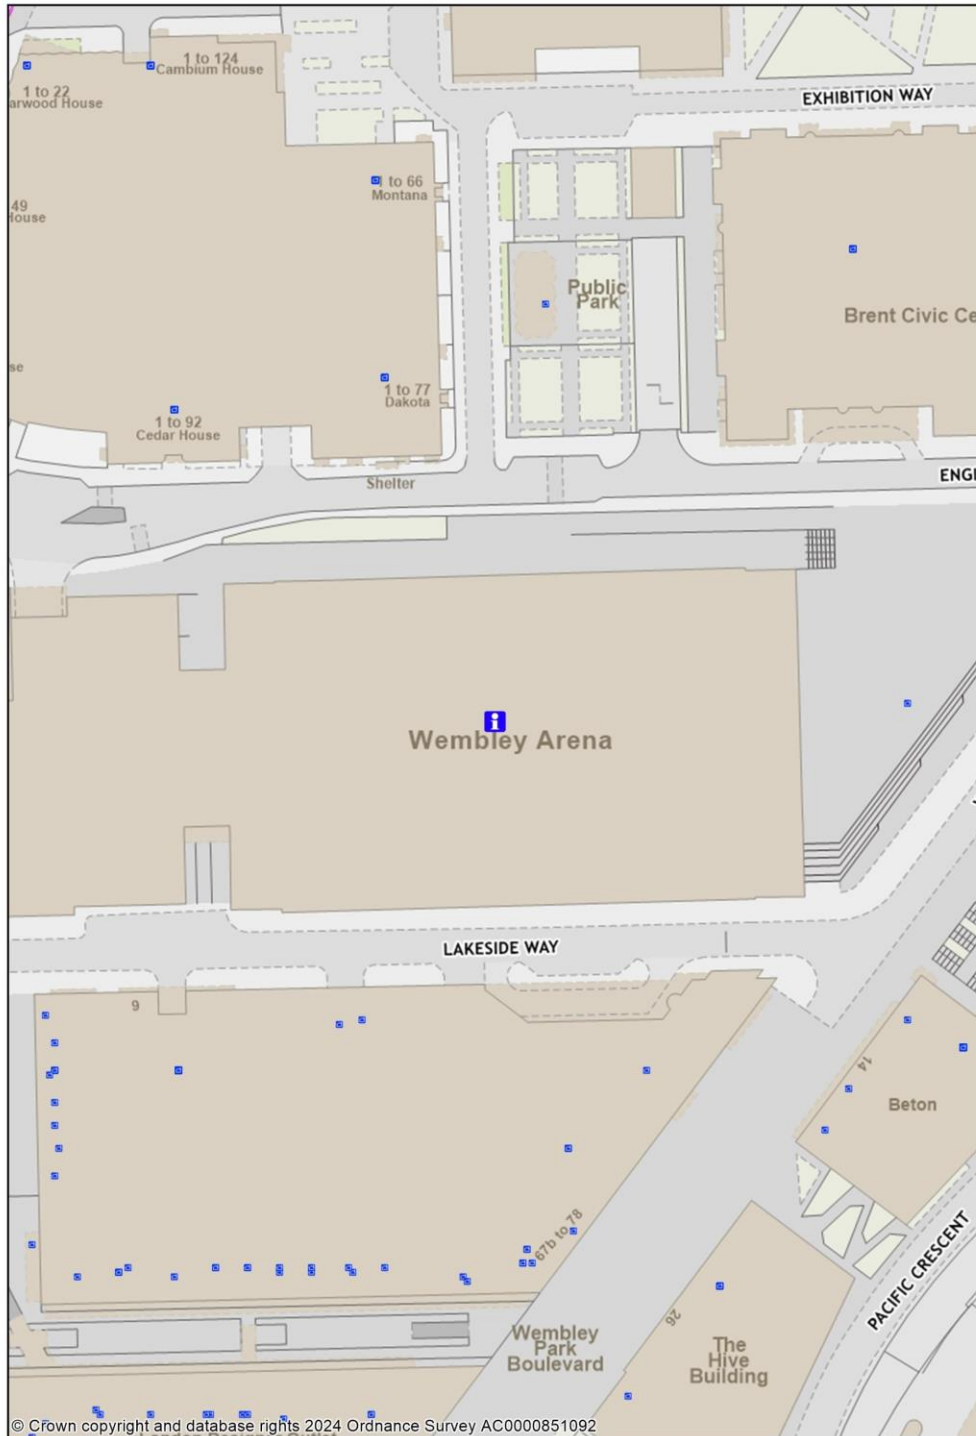 1 to 124
Cambium House
1 to 22
arwood House
EXHIBITION WAY
1 to 66
Montana
49
House
Public
Park
Brent Civic Ce
se
1 to 77
Dakota
1 to 92
Cedar House
Shelter
ENGI
i
Wembley Arena
LAKESIDE WAY
9
14
Beton
67b to 78
PACIFIC CRESCENT
26
Wembley
Park
Boulevard
The
Hive
Building
© Crown copyright and database rights 2024 Ordnance Survey AC0000851092